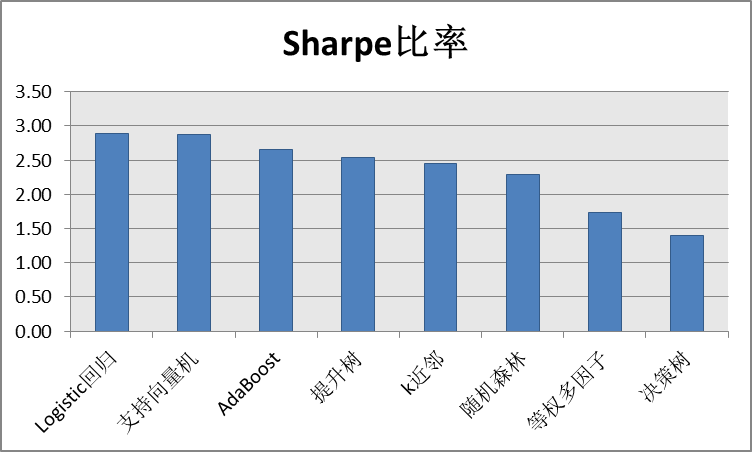 Sharpe比率
3.50
3.00
2.50
2.00
1.50
1.00
0.50
0.00
Logistic回归
支持向量机
AdaBoost
提升树
k近邻
随机森林
等权多因子
决策树